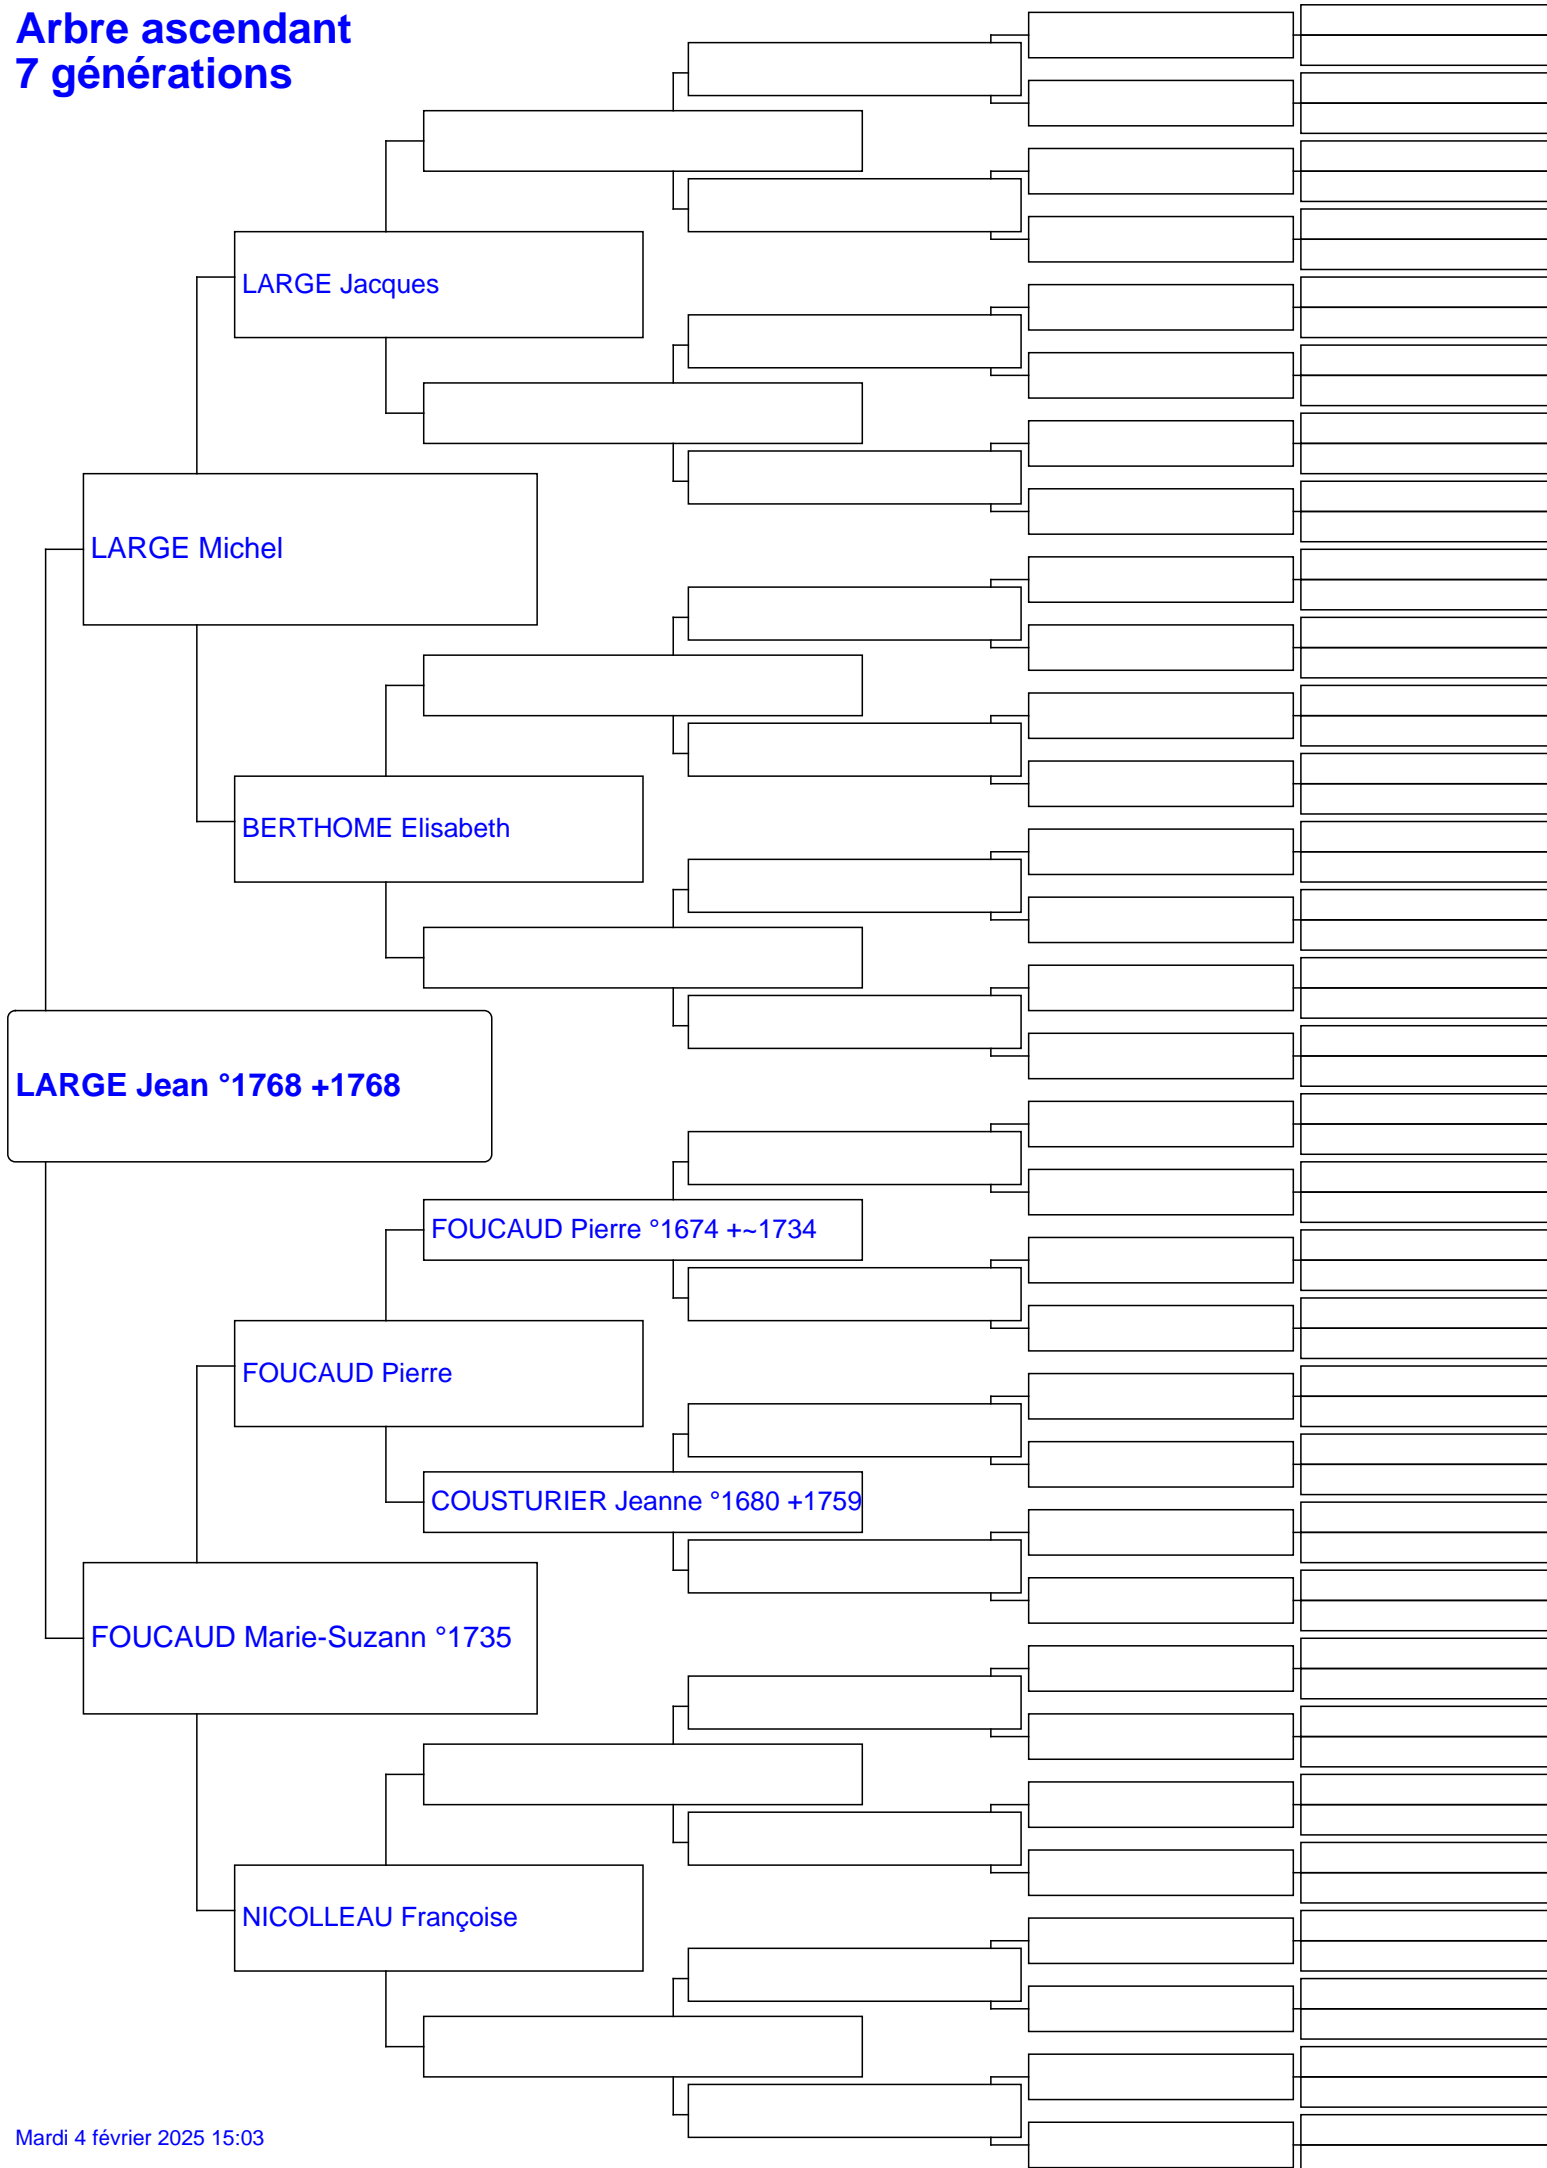 Arbre ascendant
7 générations
LARGE Jacques
LARGE Michel
BERTHOME Elisabeth
LARGE Jean °1768 +1768
FOUCAUD Pierre °1674 +~1734
FOUCAUD Pierre
COUSTURIER Jeanne °1680 +1759
FOUCAUD Marie-Suzann °1735
NICOLLEAU Françoise
Mardi 4 février 2025 15:03